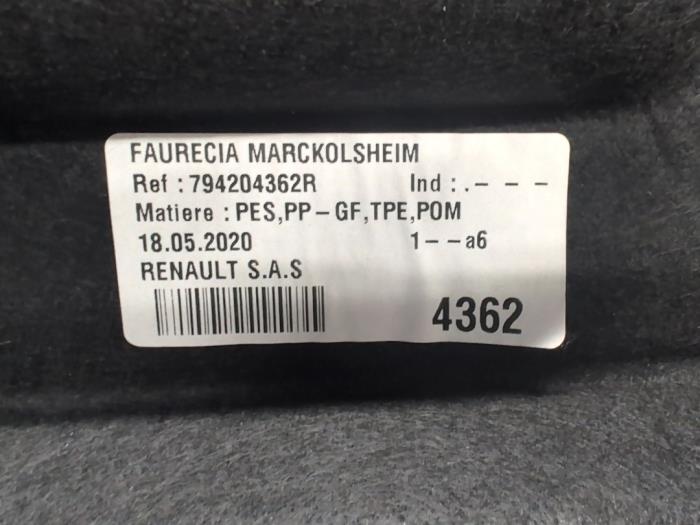 FAURECIA MARCKOLSHEIM
Ref : 794204362R Ind : .- - -
Matiere : PES,PP-GF,TPE,POM
18.05.2020 1--a6
RENAULT S.A.S
4362